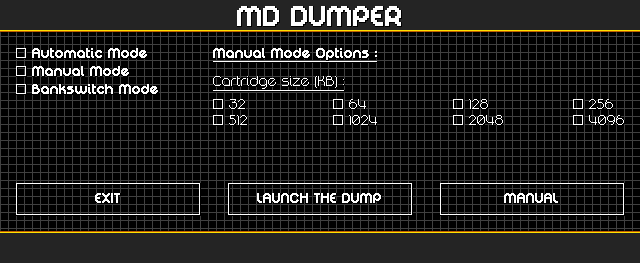 MD DUMPER
Automatic Mode
Manual Mode
Bankswitch Mode
Manual Mode Options :
Cartridge size (KB) :
32 64 128 256
512 1024 2048 4096
EXIT LAUNCH THE DUMP MANUAL